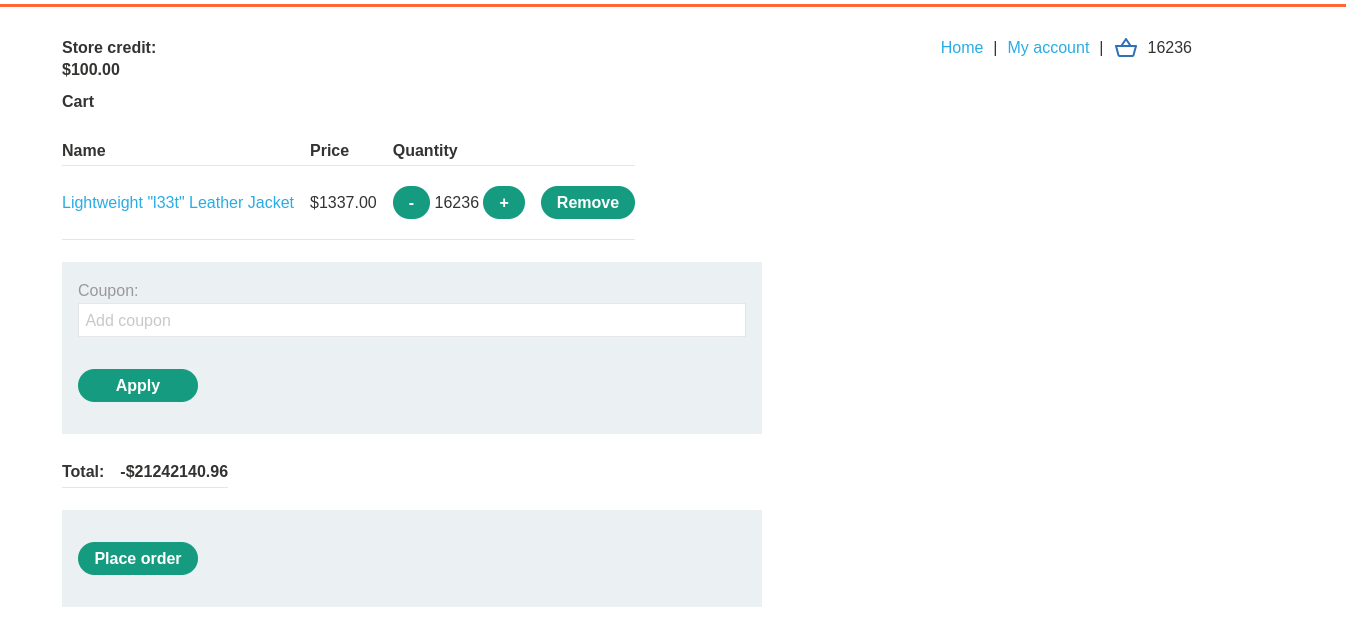 Store credit:
$100.00
Home | My account | 16236
Cart
Name Price Quantity
Lightweight "l33t" Leather Jacket $1337.00 - 16236 + Remove
Coupon:
Add coupon
Apply
Total: -$21242140.96
Place order